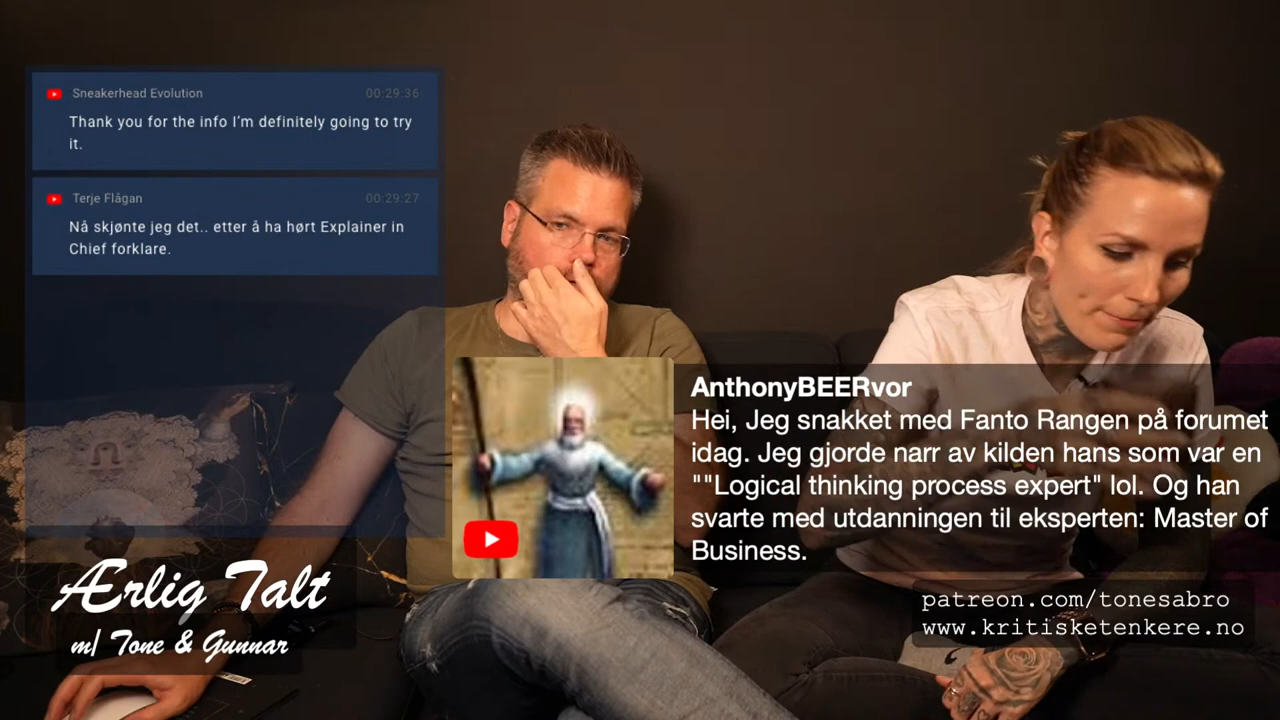 Sneakerhead Evolution 00:29:36
Thank you for the info I'm definitely going to try
it.
Terje Flågan 00:29:27
Nå skjønte jeg det.. etter å ha hørt Explainer in
Chief forklare.
AnthonyBEERvor
Hei, Jeg snakket med Fanto Rangen på forumet
idag. Jeg gjorde narr av kilden hans som var en
""Logical thinking process expert" lol. Og han
svarte med utdanningen til eksperten: Master of
Business.
Ærlig Talt
m/ Tone & Gunnar
patreon.com/tonesabro
www.kritisketenkere.no